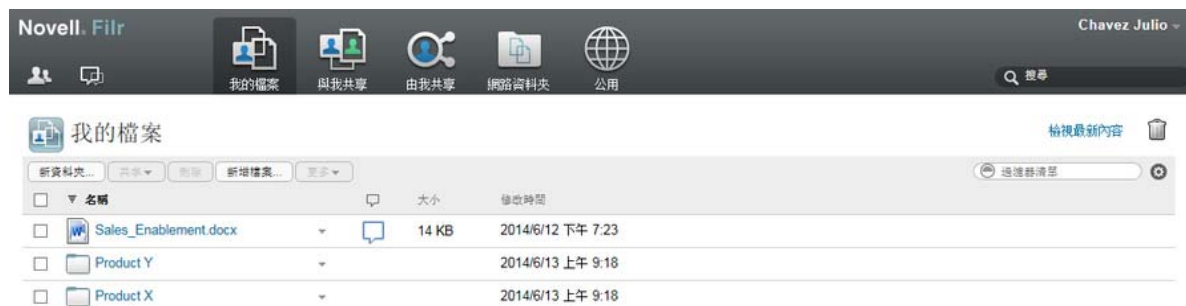 Novell. Filr
Chavez Julio
我的檔案 與我共享 由我共享 網路資料夾 公用
搜尋
我的檔案
檢視最新內容
新資料夾... 共享 刪除 新增檔案... 更多
過濾器清單
名稱 大小 修改時間
Sales_Enablement.docx 14 KB 2014/6/12 下午 7:23
Product Y 2014/6/13 上午 9:18
Product X 2014/6/13 上午 9:18